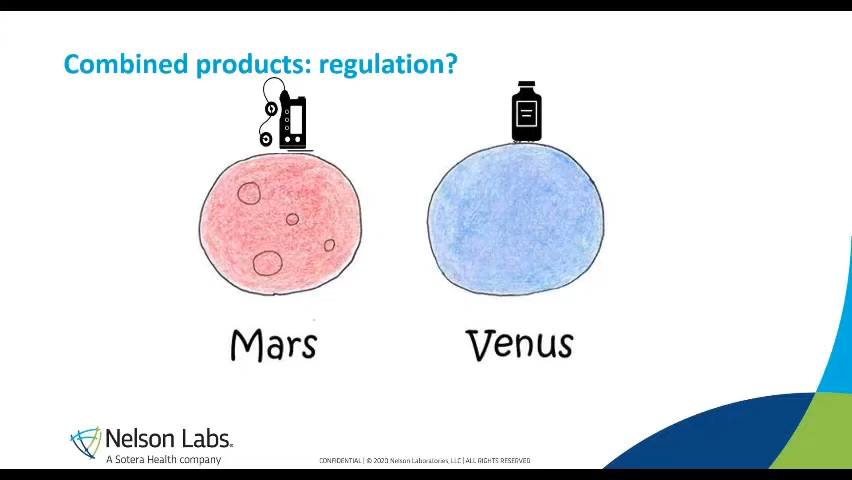 Combined products: regulation?
Mars
Venus
Nelson Labs.
A Sotera Health company
CONFIDENTIAL | © 2020 Nelson Laboratories, LLC | ALL RIGHTS RESERVED